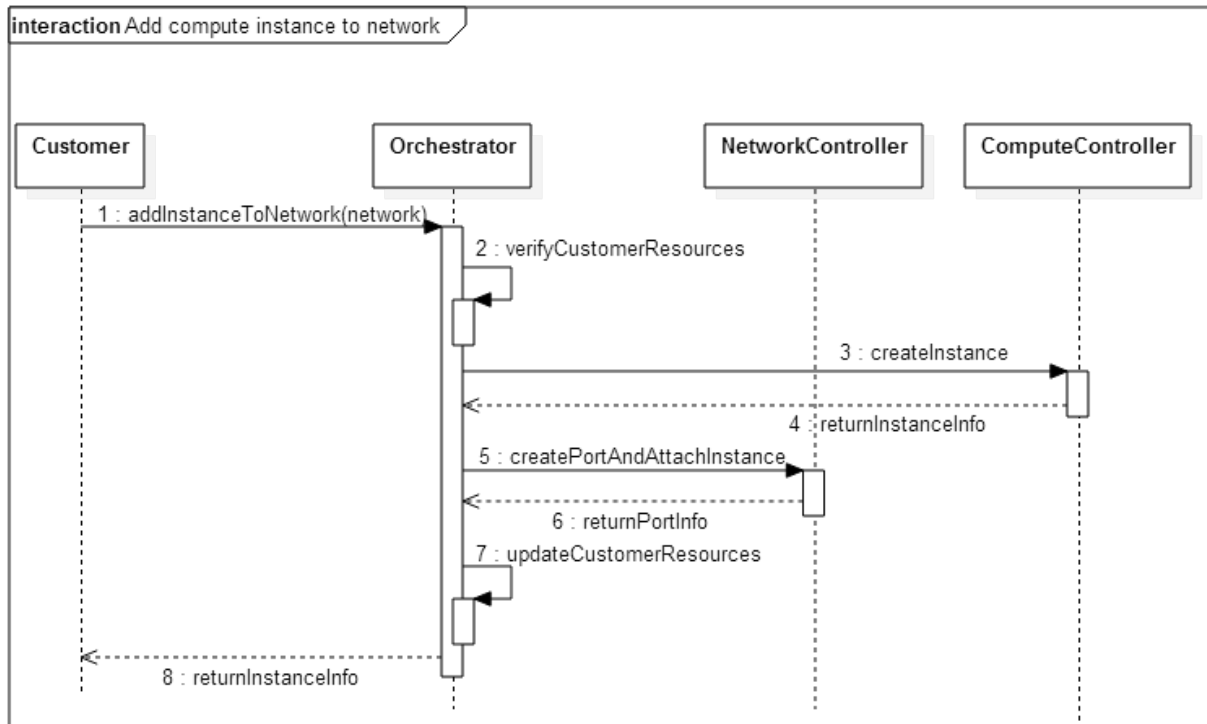 interaction Add compute instance to network
Customer
Orchestrator
NetworkController
ComputeController
1 : addInstanceToNetwork(network)
2 : verifyCustomerResources
3 : createInstance
4 : returnInstanceInfo
5 : createPortAndAttachInstance
6 : returnPortInfo
7 : updateCustomerResources
8 : returnInstanceInfo